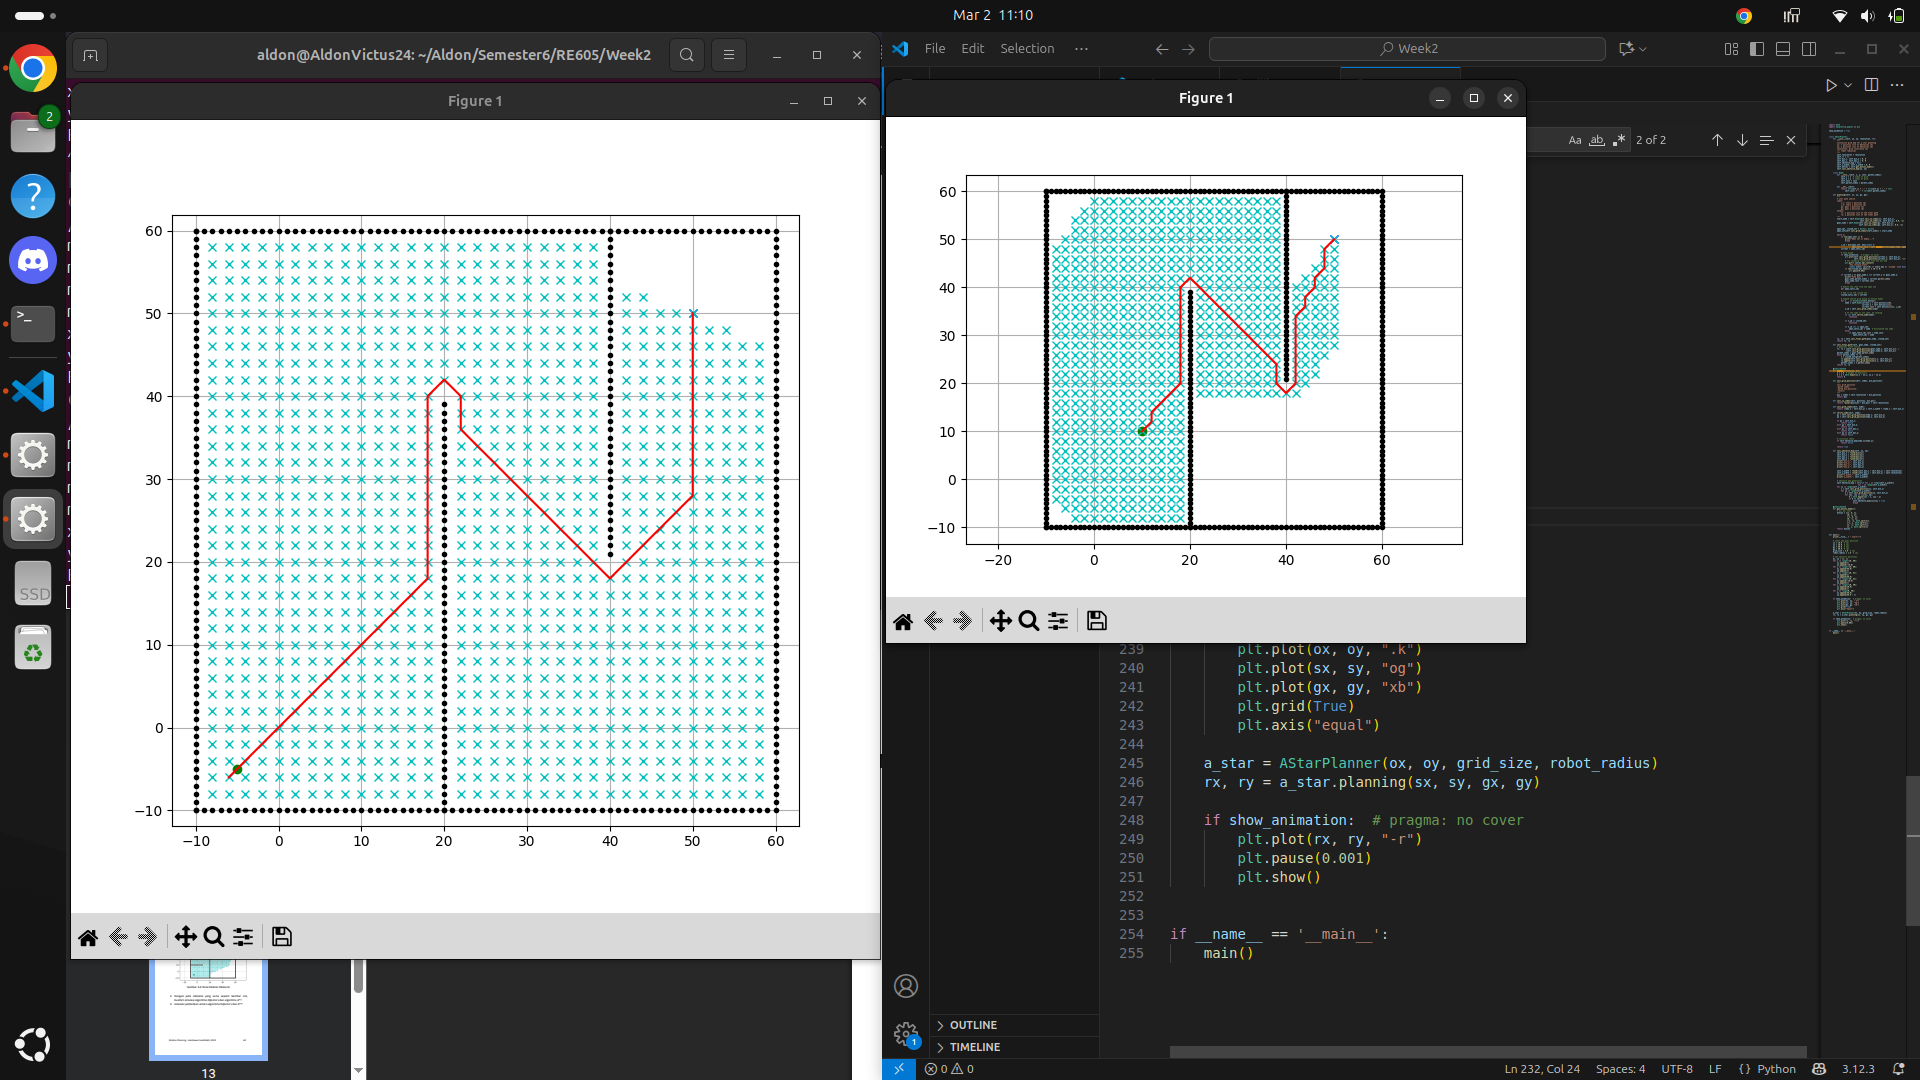 Mar 2 11:10
aldon@AldonVictus24: ~/Aldon/Semester6/RE605/Week2
Figure 1
60
50
40
30
20
10
0
−10
−10 0 10 20 30 40 50 60
File Edit Selection ···
Week2
Figure 1
Aa ab 2 of 2
60
50
40
30
20
10
0
−10
−20 0 20 40 60
239 plt.plot(ox, oy, ".k")
240 plt.plot(sx, sy, "og")
241 plt.plot(gx, gy, "xb")
242 plt.grid(True)
243 plt.axis("equal")
244
245 a_star = AStarPlanner(ox, oy, grid_size, robot_radius)
246 rx, ry = a_star.planning(sx, sy, gx, gy)
247
248 if show_animation:  # pragma: no cover
249 plt.plot(rx, ry, "-r")
250 plt.pause(0.001)
251 plt.show()
252
253
254 if __name__ == '__main__':
255 main()
OUTLINE
TIMELINE
0 0
Ln 232, Col 24 Spaces: 4 UTF-8 LF {} Python 3.12.3
2
SSD
13
1